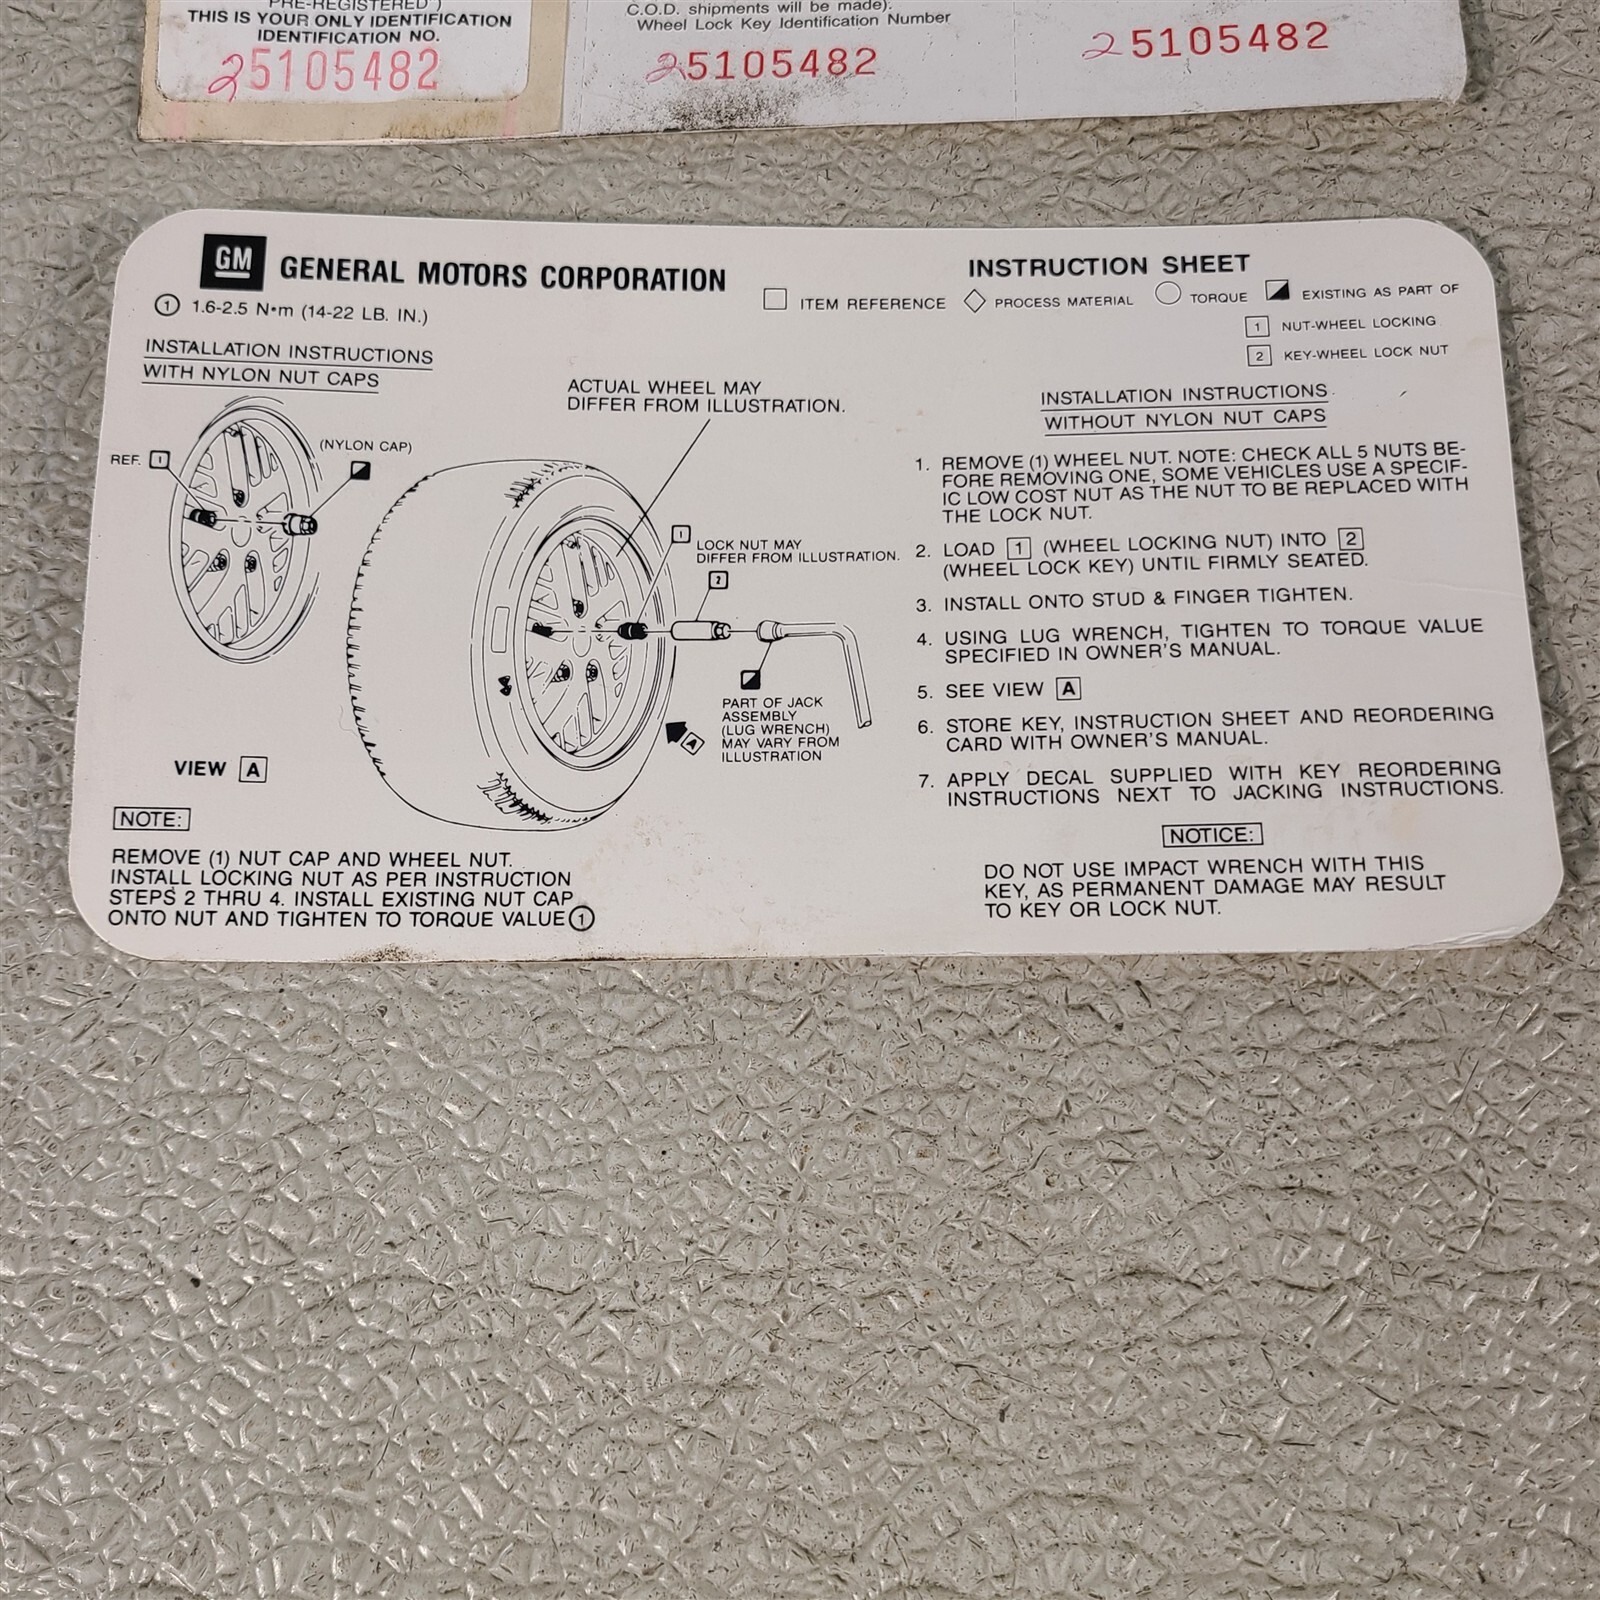 PRE-REGISTERED")
THIS IS YOUR ONLY IDENTIFICATION
IDENTIFICATION NO.
25105482
C.O.D. shipments will be made).
Wheel Lock Key Identification Number
25105482
25105482
GM
GENERAL MOTORS CORPORATION
INSTRUCTION SHEET
ITEM REFERENCE
PROCESS MATERIAL
TORQUE
EXISTING AS PART OF
1 NUT-WHEEL LOCKING
2 KEY-WHEEL LOCK NUT
1 1.6-2.5 N•m (14-22 LB. IN.)
INSTALLATION INSTRUCTIONS
WITH NYLON NUT CAPS
REF. 1
(NYLON CAP)
ACTUAL WHEEL MAY
DIFFER FROM ILLUSTRATION.
1
LOCK NUT MAY
DIFFER FROM ILLUSTRATION.
2
PART OF JACK
ASSEMBLY
(LUG WRENCH)
MAY VARY FROM
ILLUSTRATION
A
VIEW A
NOTE:
REMOVE (1) NUT CAP AND WHEEL NUT.
INSTALL LOCKING NUT AS PER INSTRUCTION
STEPS 2 THRU 4. INSTALL EXISTING NUT CAP
ONTO NUT AND TIGHTEN TO TORQUE VALUE 1
INSTALLATION INSTRUCTIONS
WITHOUT NYLON NUT CAPS
1. REMOVE (1) WHEEL NUT. NOTE: CHECK ALL 5 NUTS BE-
FORE REMOVING ONE, SOME VEHICLES USE A SPECIF-
IC LOW COST NUT AS THE NUT TO BE REPLACED WITH
THE LOCK NUT.
2. LOAD 1 (WHEEL LOCKING NUT) INTO 2
(WHEEL LOCK KEY) UNTIL FIRMLY SEATED.
3. INSTALL ONTO STUD & FINGER TIGHTEN.
4. USING LUG WRENCH, TIGHTEN TO TORQUE VALUE
SPECIFIED IN OWNER'S MANUAL.
5. SEE VIEW A
6. STORE KEY, INSTRUCTION SHEET AND REORDERING
CARD WITH OWNER'S MANUAL.
7. APPLY DECAL SUPPLIED WITH KEY REORDERING
INSTRUCTIONS NEXT TO JACKING INSTRUCTIONS.
NOTICE:
DO NOT USE IMPACT WRENCH WITH THIS
KEY, AS PERMANENT DAMAGE MAY RESULT
TO KEY OR LOCK NUT.